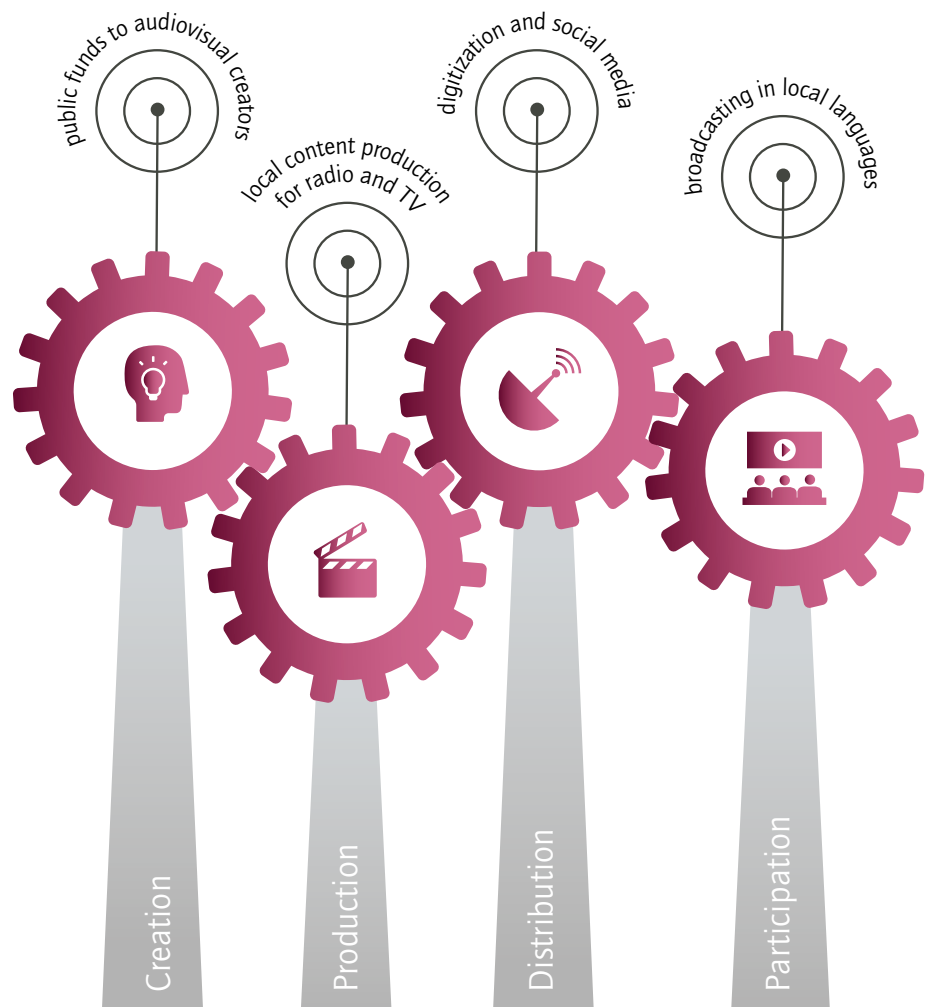 public funds to audiovisual creators
local content production
for radio and TV
digitization and social media
broadcasting in local languages
Creation
Production
Distribution
Participation